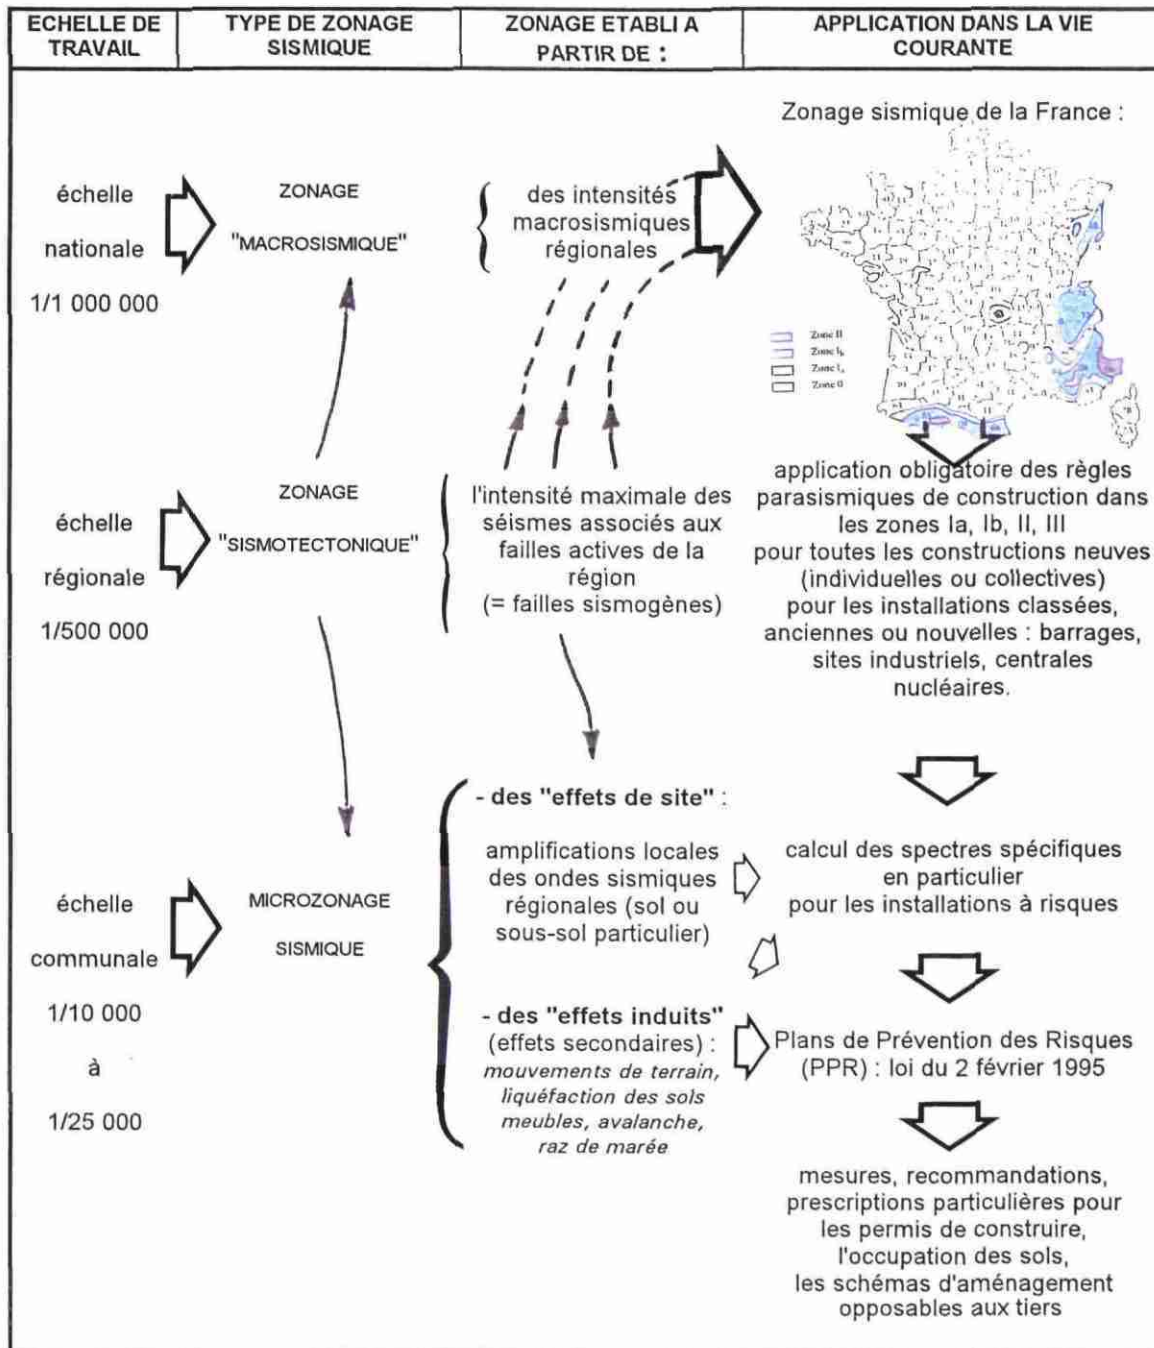 ECHELLE DE
TRAVAIL
TYPE DE ZONAGE
SISMIQUE
ZONAGE ETABLI A
PARTIR DE :
APPLICATION DANS LA VIE
COURANTE
échelle
nationale
1/1 000 000
ZONAGE
"MACROSISMIQUE"
des intensités
macrosismiques
régionales
Zonage sismique de la France :
Zone II
Zone Ib
Zone Ia
Zone 0
échelle
régionale
1/500 000
ZONAGE
"SISMOTECTONIQUE"
l'intensité maximale des
séismes associés aux
failles actives de la
région
(= failles sismogènes)
application obligatoire des règles
parasismiques de construction dans
les zones Ia, Ib, II, III
pour toutes les constructions neuves
(individuelles ou collectives)
pour les installations classées,
anciennes ou nouvelles : barrages,
sites industriels, centrales
nucléaires.
échelle
communale
1/10 000
à
1/25 000
MICROZONAGE
SISMIQUE
- des "effets de site" :
amplifications locales
des ondes sismiques
régionales (sol ou
sous-sol particulier)
- des "effets induits"
(effets secondaires) :
mouvements de terrain,
liquéfaction des sols
meubles, avalanche,
raz de marée
calcul des spectres spécifiques
en particulier
pour les installations à risques
Plans de Prévention des Risques
(PPR) : loi du 2 février 1995
mesures, recommandations,
prescriptions particulières pour
les permis de construire,
l'occupation des sols,
les schémas d'aménagement
opposables aux tiers